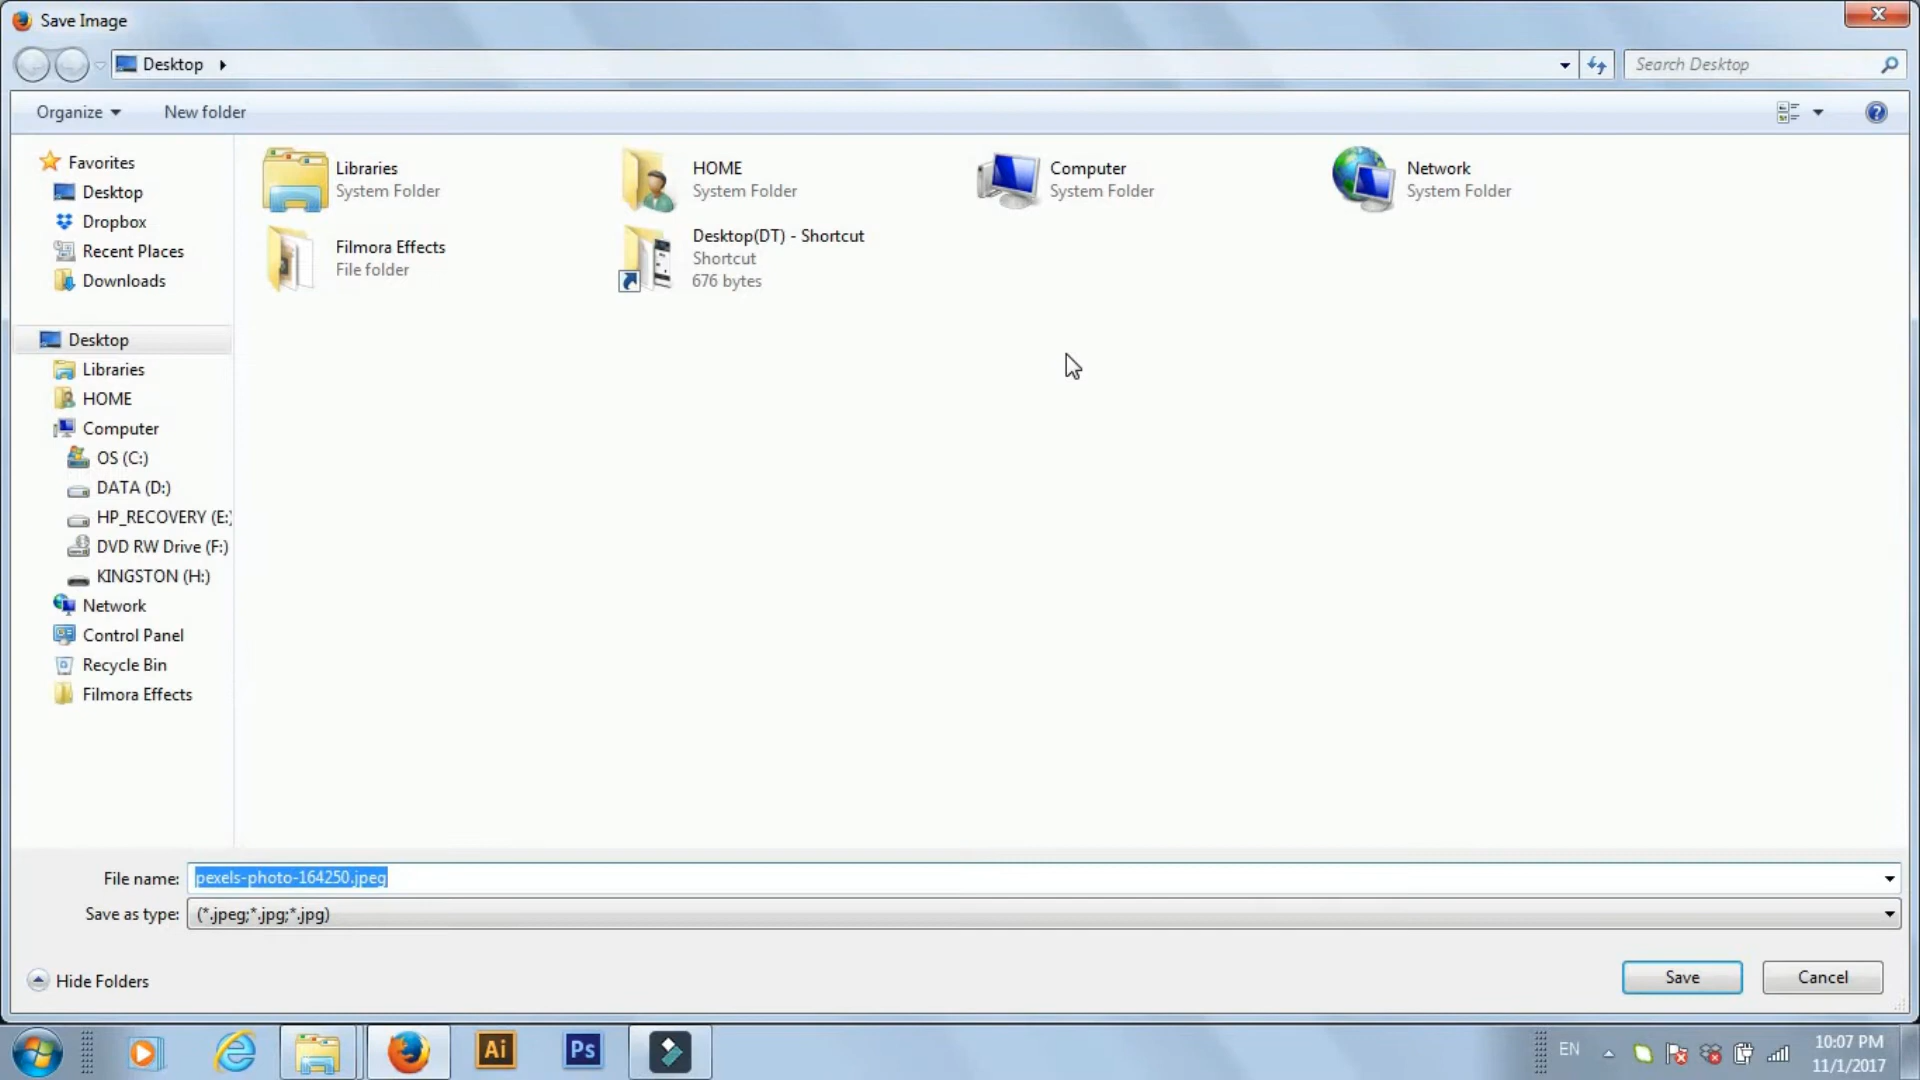 Save Image
Desktop
Search Desktop
Organize
New folder
Favorites
Desktop
Dropbox
Recent Places
Downloads
Desktop
Libraries
HOME
Computer
OS (C:)
DATA (D:)
HP_RECOVERY (E:)
DVD RW Drive (F:)
KINGSTON (H:)
Network
Control Panel
Recycle Bin
Filmora Effects
Libraries
System Folder
HOME
System Folder
Computer
System Folder
Network
System Folder
Filmora Effects
File folder
Desktop(DT) - Shortcut
Shortcut
676 bytes
File name: pexels-photo-164250.jpeg
Save as type: (*.jpeg;*.jpg;*.jpg)
Hide Folders
Save
Cancel
Ai
Ps
EN
10:07 PM
11/1/2017